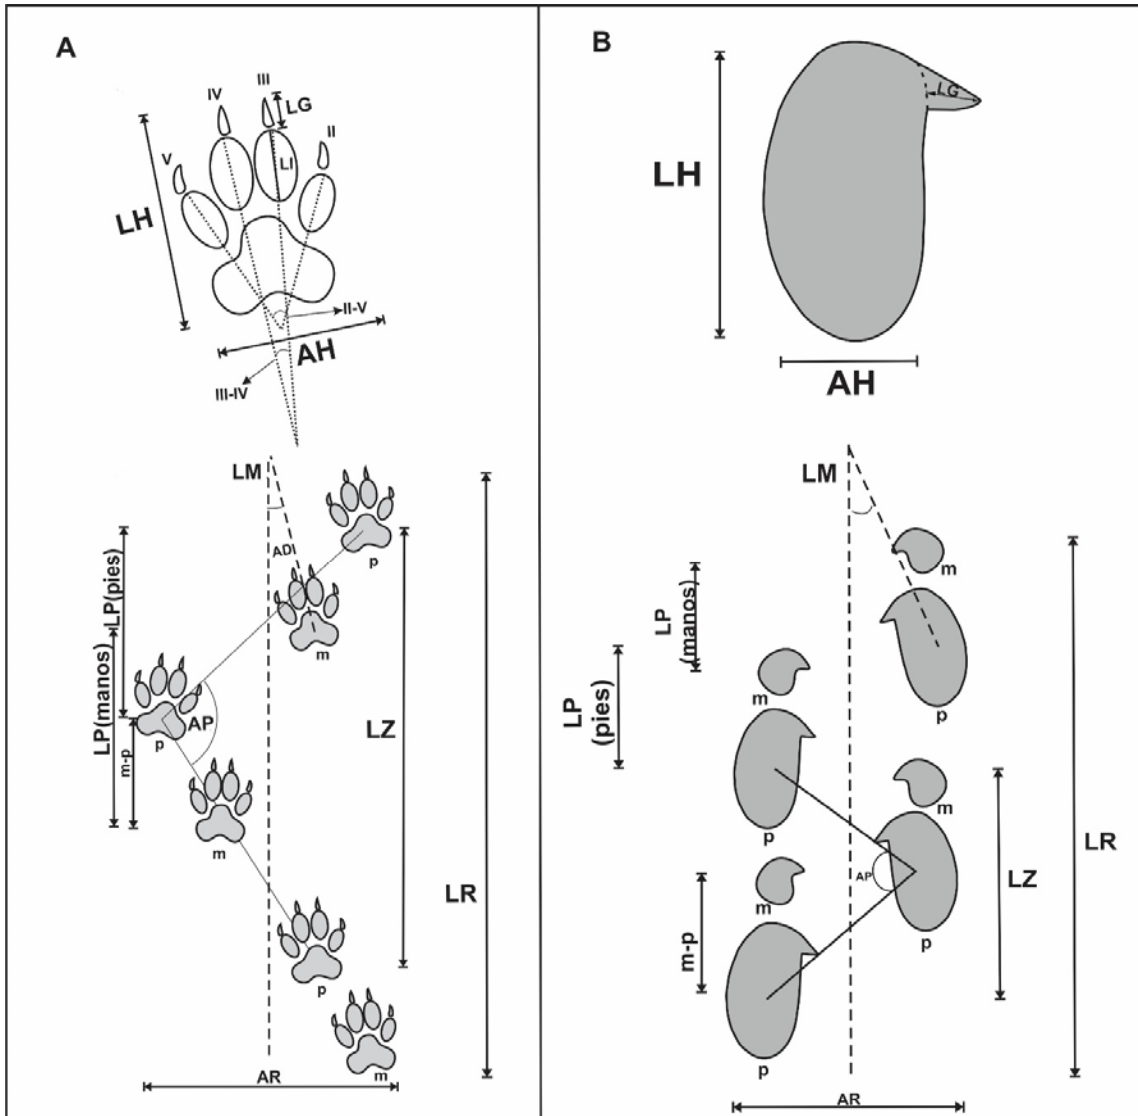 A
III
IV
LG
II
V
LI
LH
II-V
AH
III-IV
LM
ADI
p
LP(pies)
m
LP(manos)
AP
p
m-p
LZ
m
LR
p
m
AR
B
LG
LH
AH
LM
m
LP
(manos)
m
p
LP
(pies)
m
p
LR
AP
LZ
m
p
m-p
p
AR